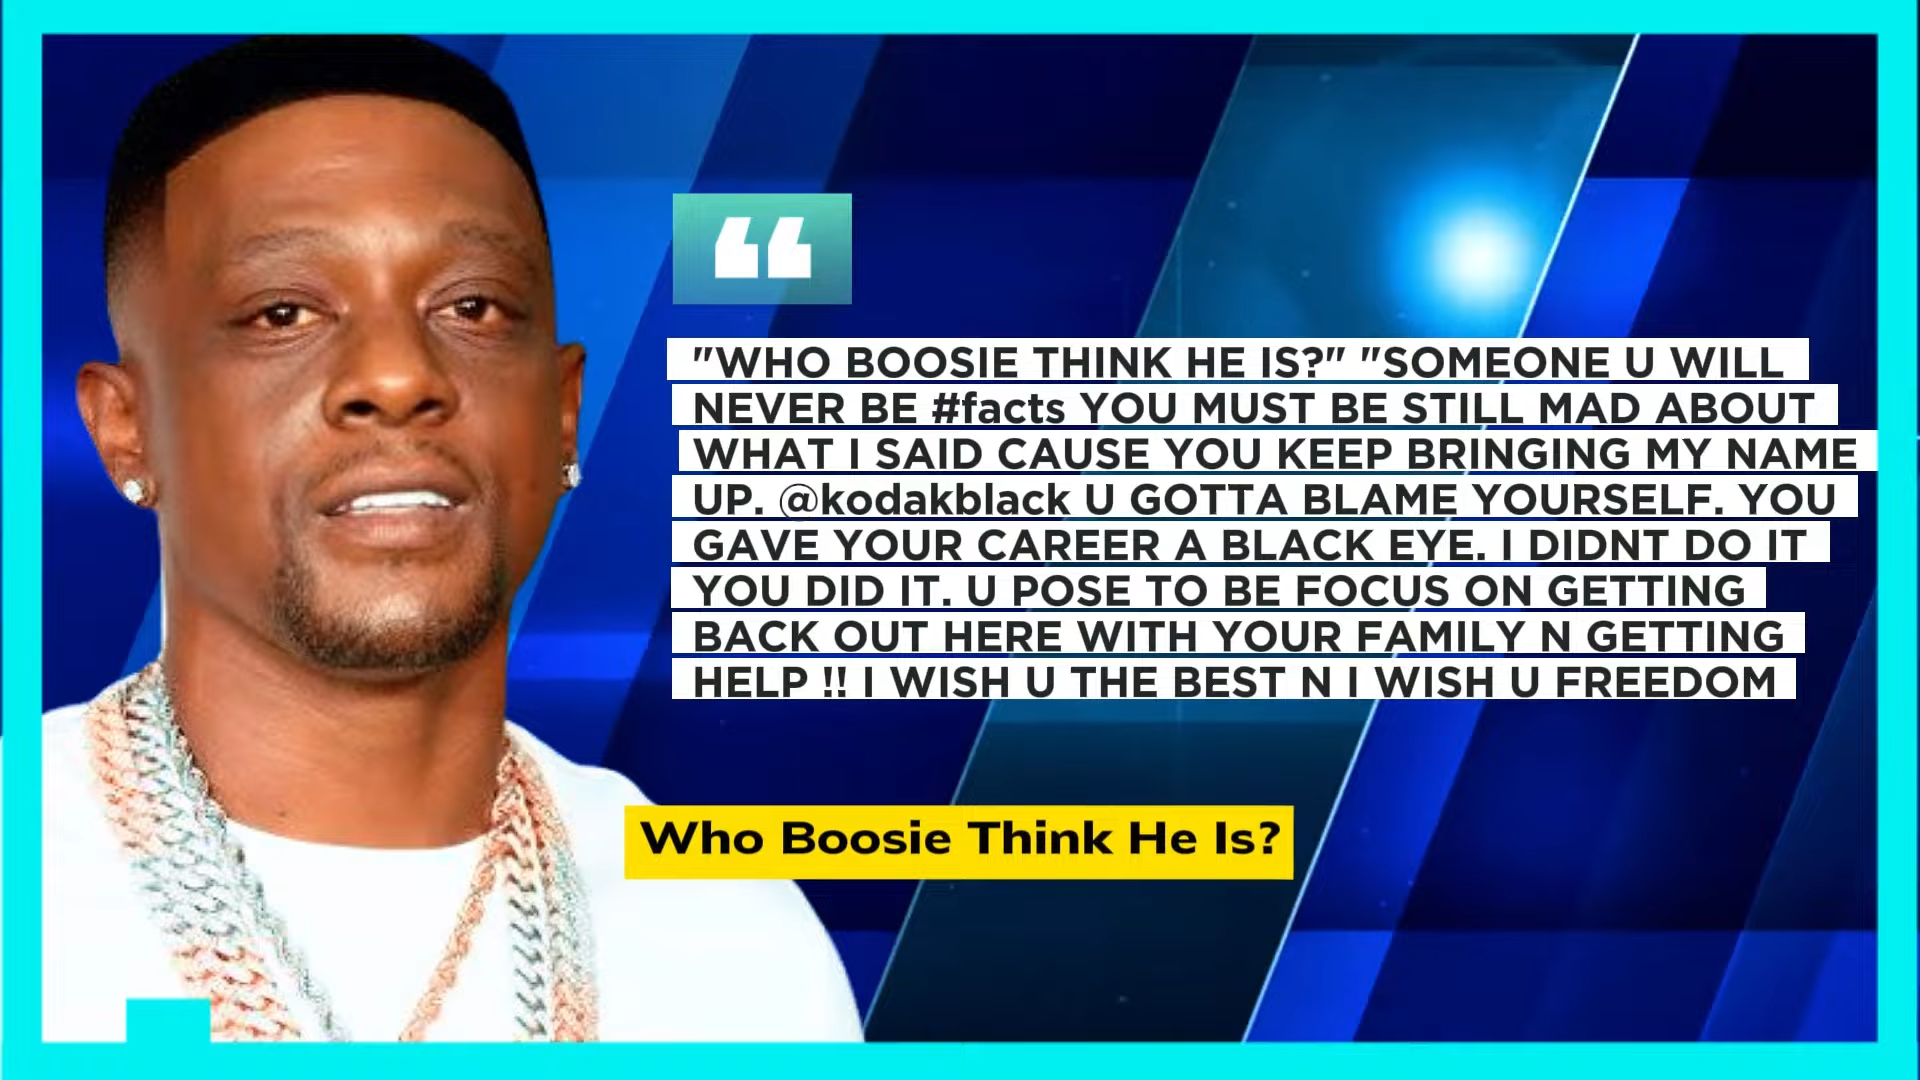 “
"WHO BOOSIE THINK HE IS?" "SOMEONE U WILL
NEVER BE #facts YOU MUST BE STILL MAD ABOUT
WHAT I SAID CAUSE YOU KEEP BRINGING MY NAME
UP. @kodakblack U GOTTA BLAME YOURSELF. YOU
GAVE YOUR CAREER A BLACK EYE. I DIDNT DO IT
YOU DID IT. U POSE TO BE FOCUS ON GETTING
BACK OUT HERE WITH YOUR FAMILY N GETTING
HELP !! I WISH U THE BEST N I WISH U FREEDOM
Who Boosie Think He Is?